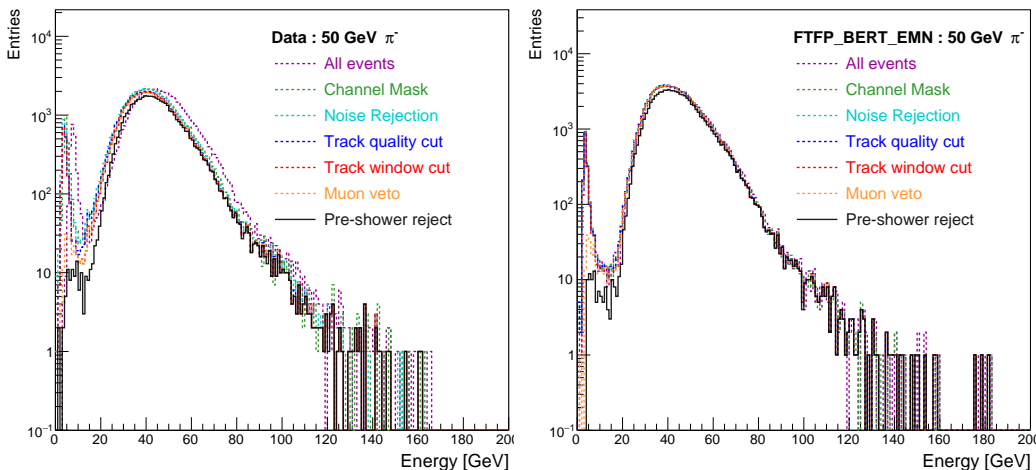 Entries
10⁴
10³
10²
10
1
10⁻¹
0 20 40 60 80 100 120 140 160 180 200
Energy [GeV]
Data : 50 GeV π⁻
All events
Channel Mask
Noise Rejection
Track quality cut
Track window cut
Muon veto
Pre-shower reject
Entries
10⁴
10³
10²
10
1
10⁻¹
0 20 40 60 80 100 120 140 160 180 200
Energy [GeV]
FTFP_BERT_EMN : 50 GeV π⁻
All events
Channel Mask
Noise Rejection
Track quality cut
Track window cut
Muon veto
Pre-shower reject